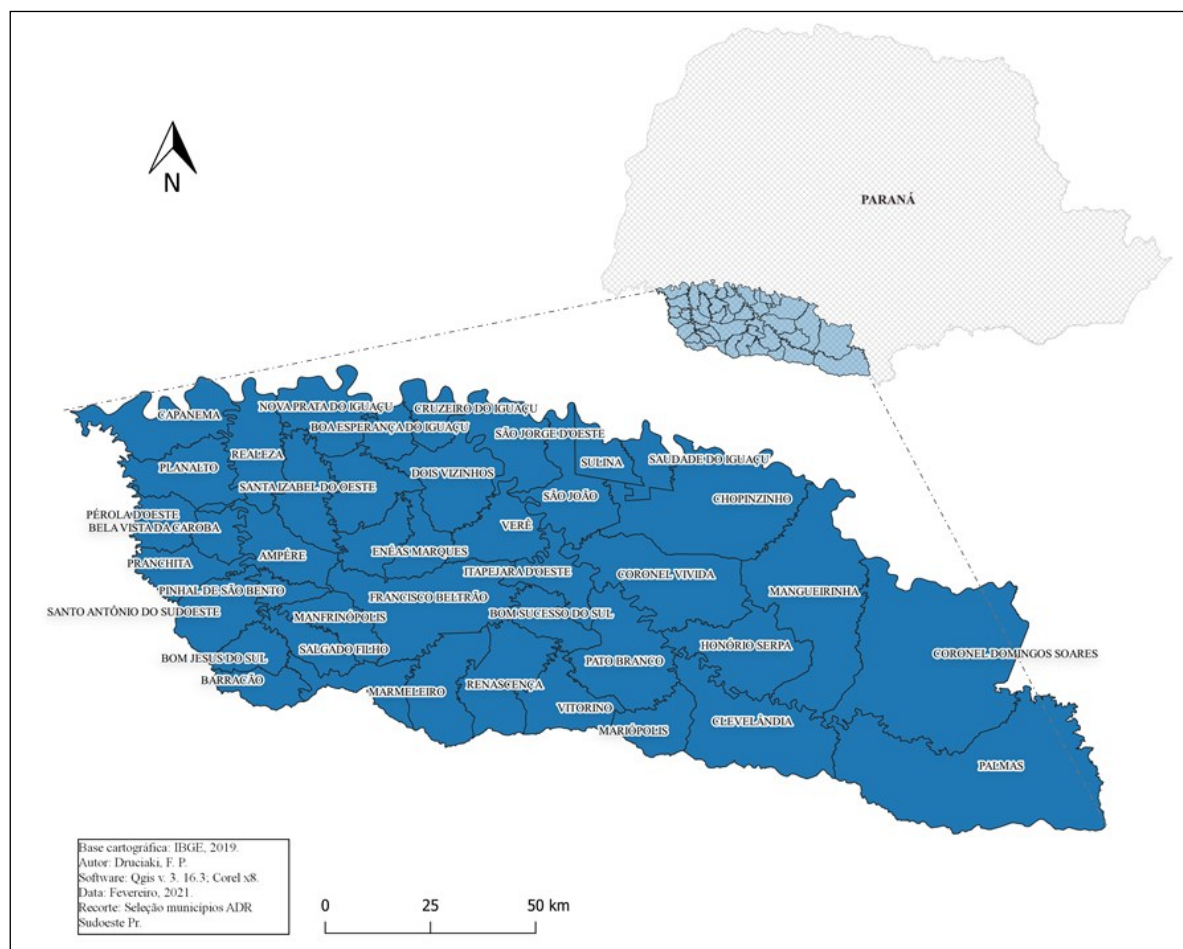 PARANÁ
N
CAPANEMA
NOVA PRATA DO IGUAÇU
CRUZEIRO DO IGUAÇU
BOA ESPERANÇA DO IGUAÇU
SÃO JORGE D'OESTE
REALEZA
SULINA
SAUDADE DO IGUAÇU
PLANALTO
DOIS VIZINHOS
SANTA IZABEL DO OESTE
SÃO JOÃO
CHOPINZINHO
PÉROLA D'OESTE
BELA VISTA DA CAROBA
VERÊ
AMPÉRE
ENÉAS MARQUES
PRANCHITA
ITAPEJARA D'OESTE
CORONEL VIVIDA
PINHAL DE SÃO BENTO
FRANCISCO BELTRÃO
MANGUEIRINHA
SANTO ANTÔNIO DO SUDOESTE
MANFRINÓPOLIS
BOM SUCESSO DO SUL
SALGADO FILHO
HONÓRIO SERPA
BOM JESUS DO SUL
PATO BRANCO
CORONEL DOMINGOS SOARES
BARRACÃO
MARMELEIRO
RENASCENÇA
VITORINO
CLEVELÂNDIA
MARIÓPOLIS
PALMAS
Base cartográfica: IBGE, 2019.
Autor: Druciaki, F. P.
Software: Qgis v. 3. 16.3; Corel x8.
Data: Fevereiro, 2021.
Recorte: Seleção municípios ADR
Sudoeste Pr.
0 25 50 km